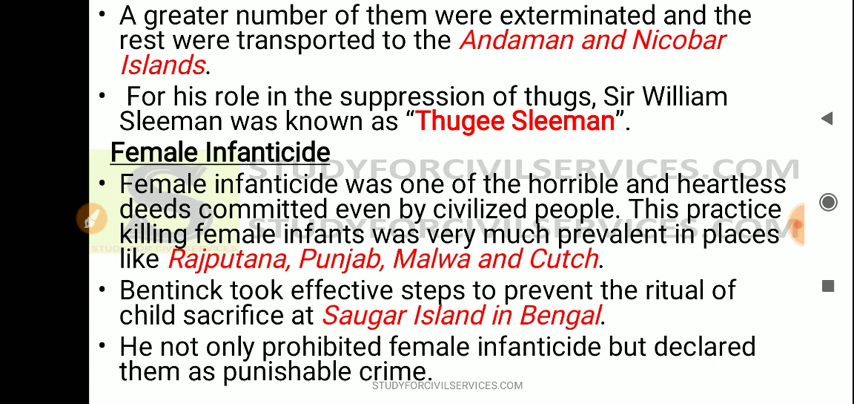 • A greater number of them were exterminated and the
rest were transported to the Andaman and Nicobar
Islands.
• For his role in the suppression of thugs, Sir William
Sleeman was known as “Thugee Sleeman”.
Female Infanticide
STUDYFORCIVILSERVICES.COM
• Female infanticide was one of the horrible and heartless
deeds committed even by civilized people. This practice
STUDYFORCIVILSERVICES.COM
killing female infants was very much prevalent in places
STUDYFORCIVILSERVICES.COM
like Rajputana, Punjab, Malwa and Cutch.
• Bentinck took effective steps to prevent the ritual of
child sacrifice at Saugar Island in Bengal.
• He not only prohibited female infanticide but declared
them as punishable crime.
STUDYFORCIVILSERVICES.COM